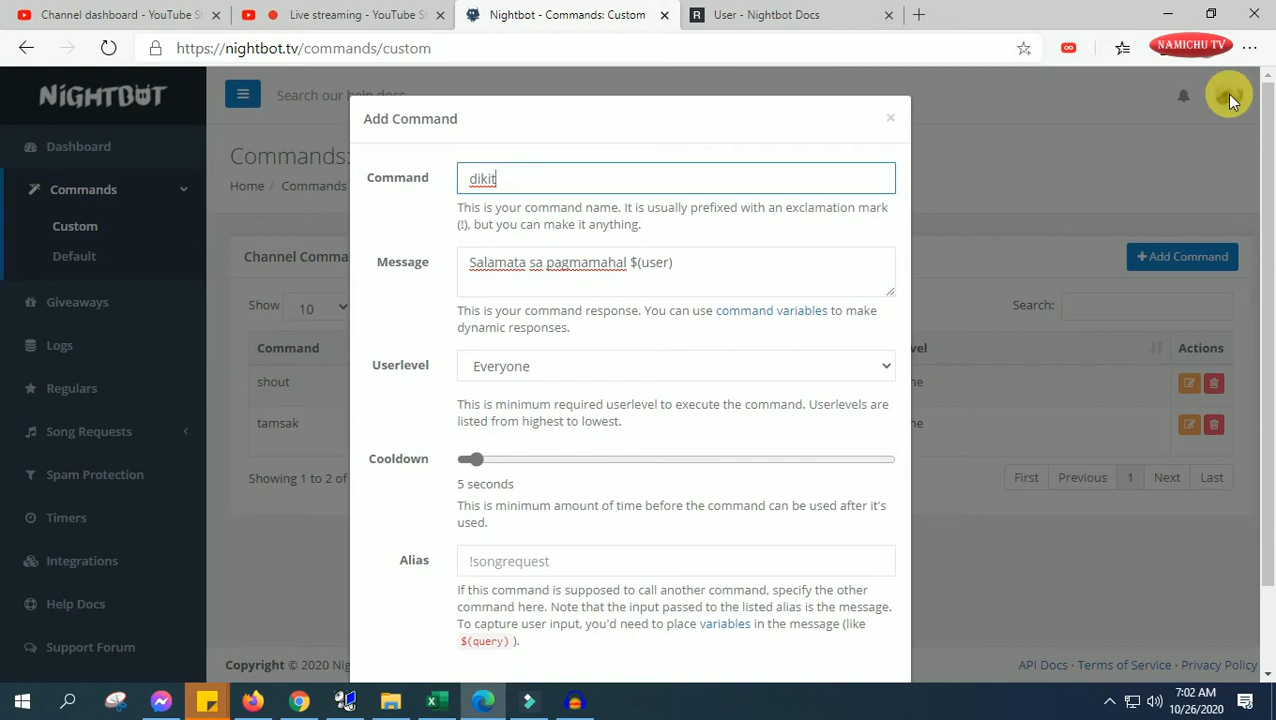 Channel dashboard - YouTube S
Live streaming - YouTube S
Nightbot - Commands: Custom
User - Nightbot Docs
https://nightbot.tv/commands/custom
NAMICHU TV
NIGHTBOT
Search our help docs
Dashboard
Commands
Custom
Default
Giveaways
Logs
Regulars
Song Requests
Spam Protection
Timers
Integrations
Help Docs
Support Forum
Commands:
Home / Commands
Channel Comma
+ Add Command
Show 10
Search:
Command
vel
Actions
shout
ne
tamsak
ne
Showing 1 to 2 of
First Previous 1 Next Last
Copyright © 2020 Nig
API Docs · Terms of Service · Privacy Policy
Add Command
×
Command
dikit
This is your command name. It is usually prefixed with an exclamation mark
(!), but you can make it anything.
Message
Salamata sa pagmamahal $(user)
This is your command response. You can use command variables to make
dynamic responses.
Userlevel
Everyone
This is minimum required userlevel to execute the command. Userlevels are
listed from highest to lowest.
Cooldown
5 seconds
This is minimum amount of time before the command can be used after it's
used.
Alias
!songrequest
If this command is supposed to call another command, specify the other
command here. Note that the input passed to the listed alias is the message.
To capture user input, you'd need to place variables in the message (like
$(query) ).
7:02 AM
10/26/2020